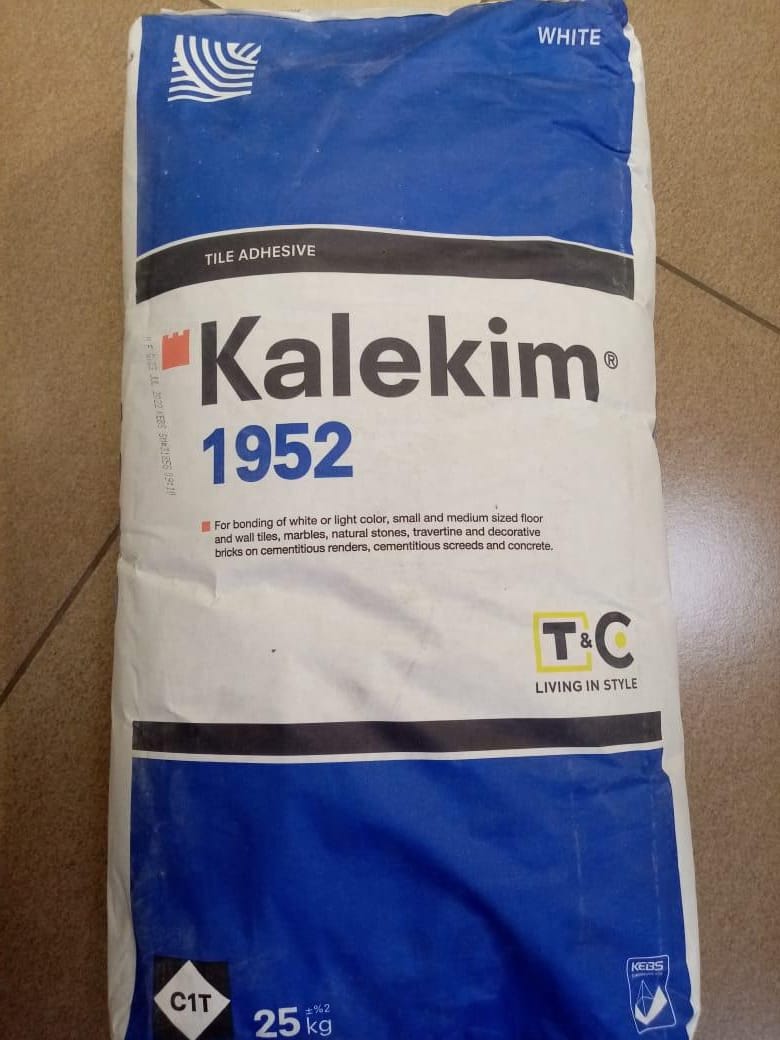 WHITE
TILE ADHESIVE
Kalekim®
1952
For bonding of white or light color, small and medium sized floor
and wall tiles, marbles, natural stones, travertine and decorative
bricks on cementitious renders, cementitious screeds and concrete.
T&C
LIVING IN STYLE
C1T
25 ±%2 kg
KEBS